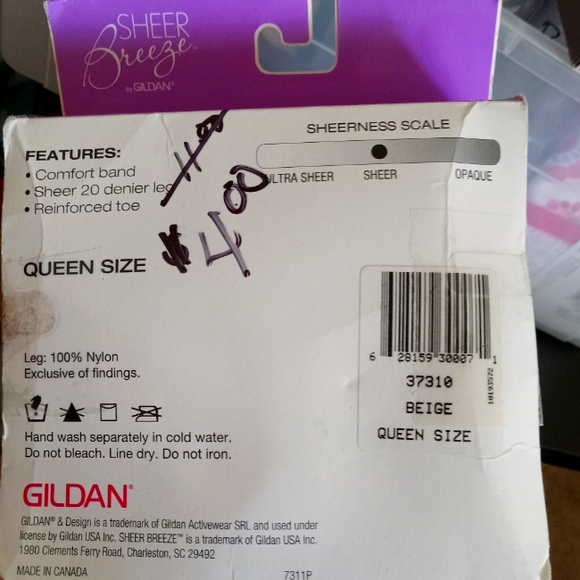 SHEER
Breeze™
by GILDAN®
SHEERNESS SCALE
ULTRA SHEER SHEER OPAQUE
FEATURES:
• Comfort band
• Sheer 20 denier leg
• Reinforced toe
11.00
$4.00
QUEEN SIZE
6 28159 30007 1
10193572
37310
BEIGE
QUEEN SIZE
Leg: 100% Nylon
Exclusive of findings.
Hand wash separately in cold water.
Do not bleach. Line dry. Do not iron.
GILDAN®
GILDAN® & Design is a trademark of Gildan Activewear SRL and used under
license by Gildan USA Inc. SHEER BREEZE™ is a trademark of Gildan USA Inc.
1980 Clements Ferry Road, Charleston, SC 29492
MADE IN CANADA 7311P